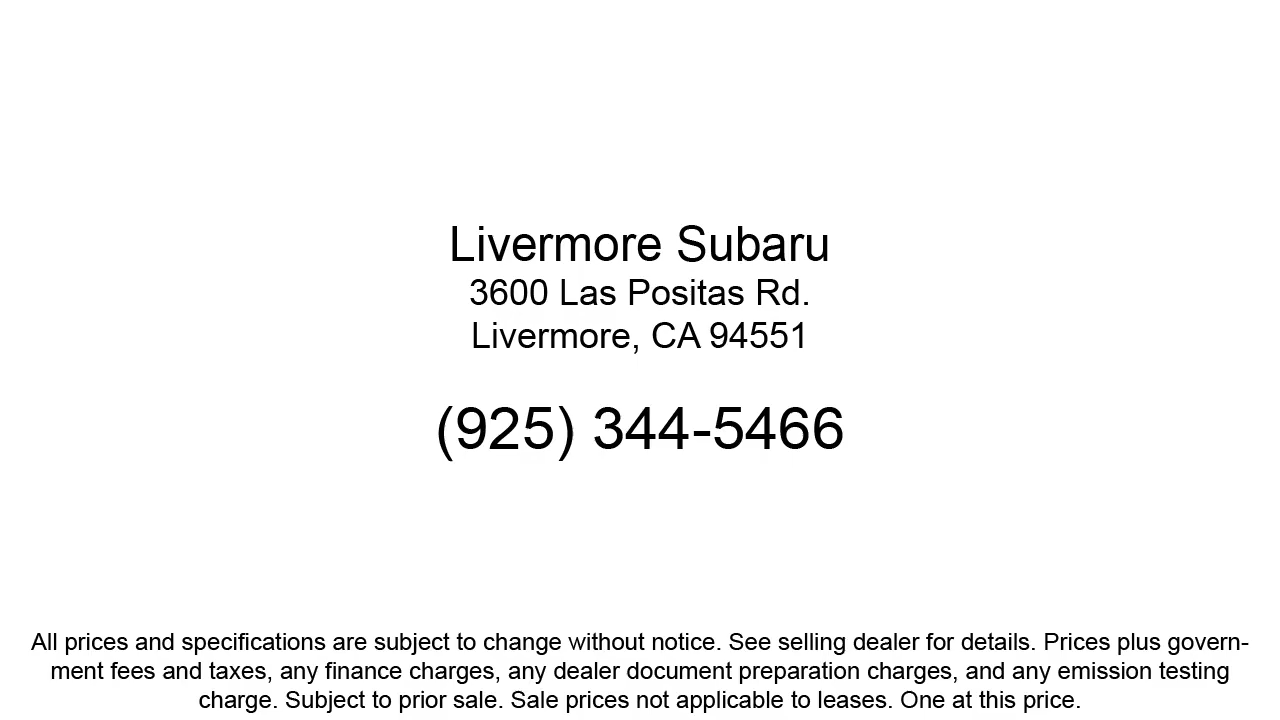 Livermore Subaru
3600 Las Positas Rd.
Livermore, CA 94551
(925) 344-5466
All prices and specifications are subject to change without notice. See selling dealer for details. Prices plus govern-
ment fees and taxes, any finance charges, any dealer document preparation charges, and any emission testing
charge. Subject to prior sale. Sale prices not applicable to leases. One at this price.